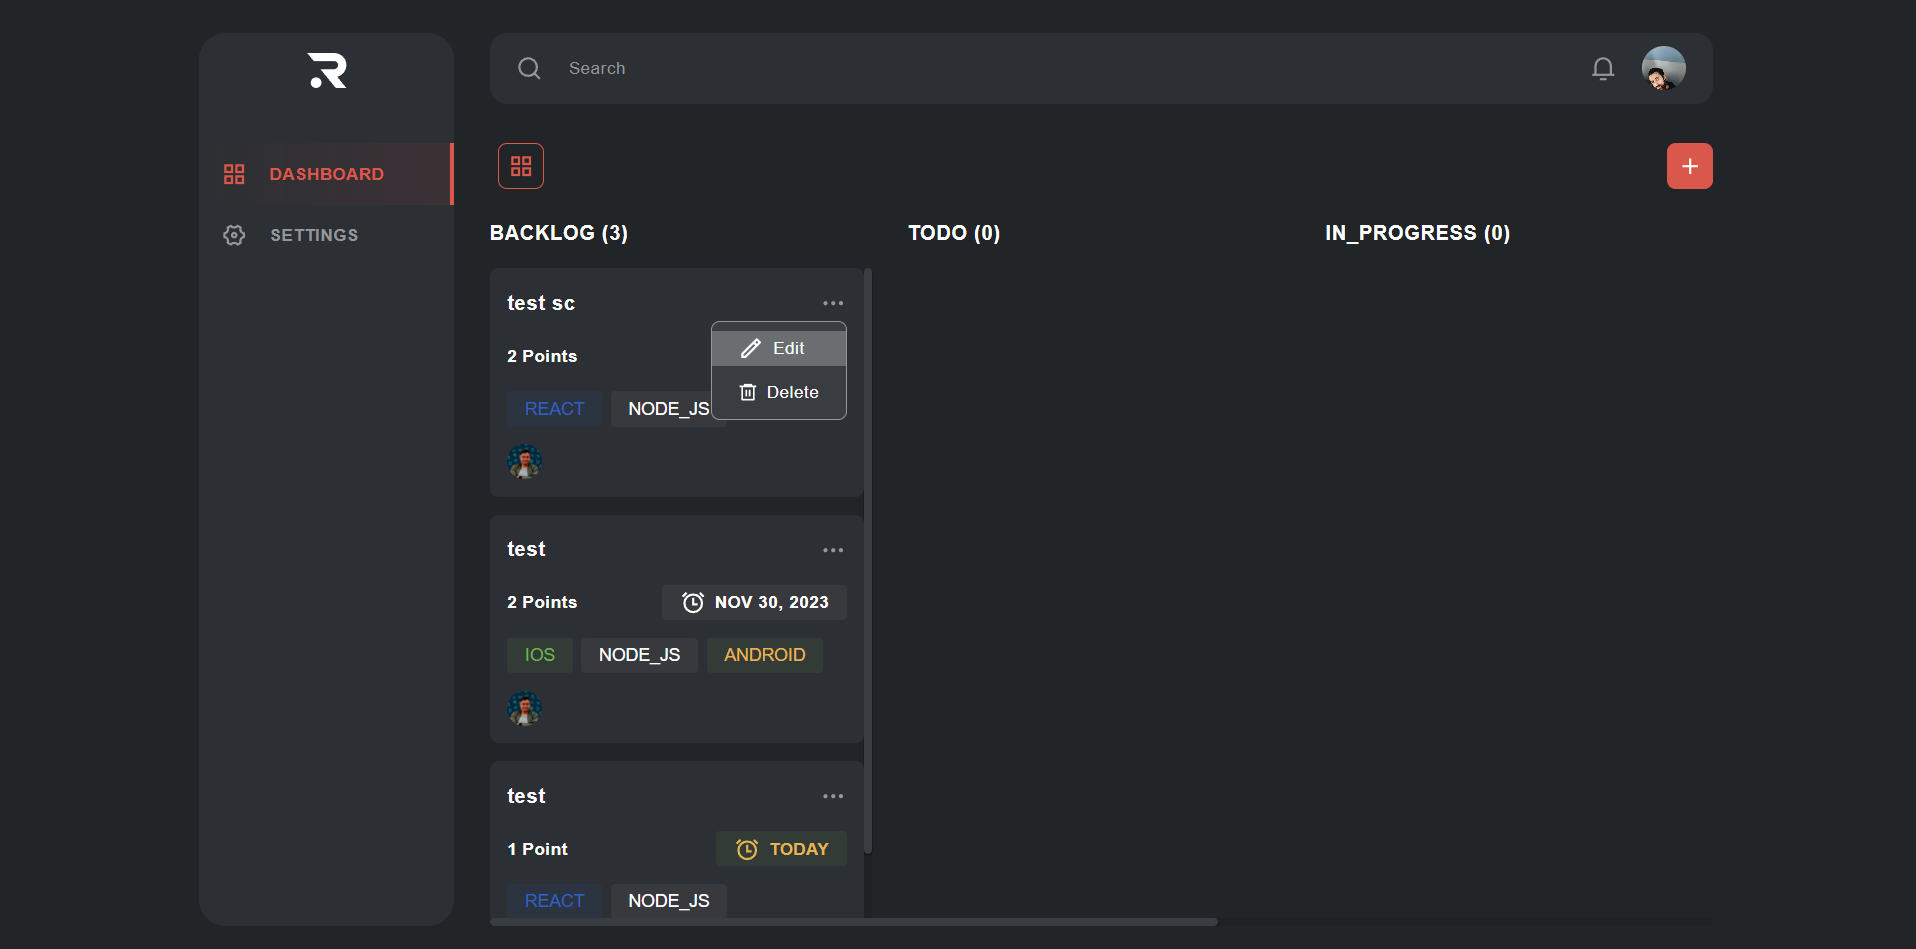 Search
DASHBOARD
SETTINGS
BACKLOG (3)
TODO (0)
IN_PROGRESS (0)
test sc
2 Points
Edit
Delete
REACT
NODE_JS
test
2 Points
NOV 30, 2023
IOS
NODE_JS
ANDROID
test
1 Point
TODAY
REACT
NODE_JS